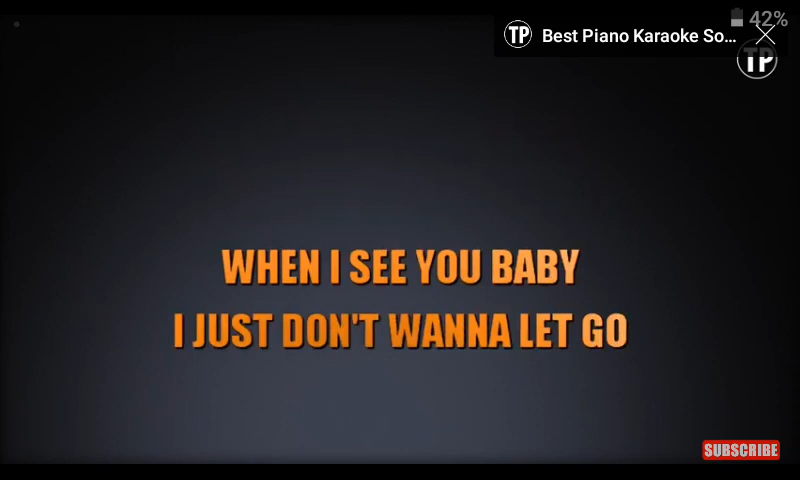 42%
TP Best Piano Karaoke So...
TP
WHEN I SEE YOU BABY
I JUST DON'T WANNA LET GO
SUBSCRIBE